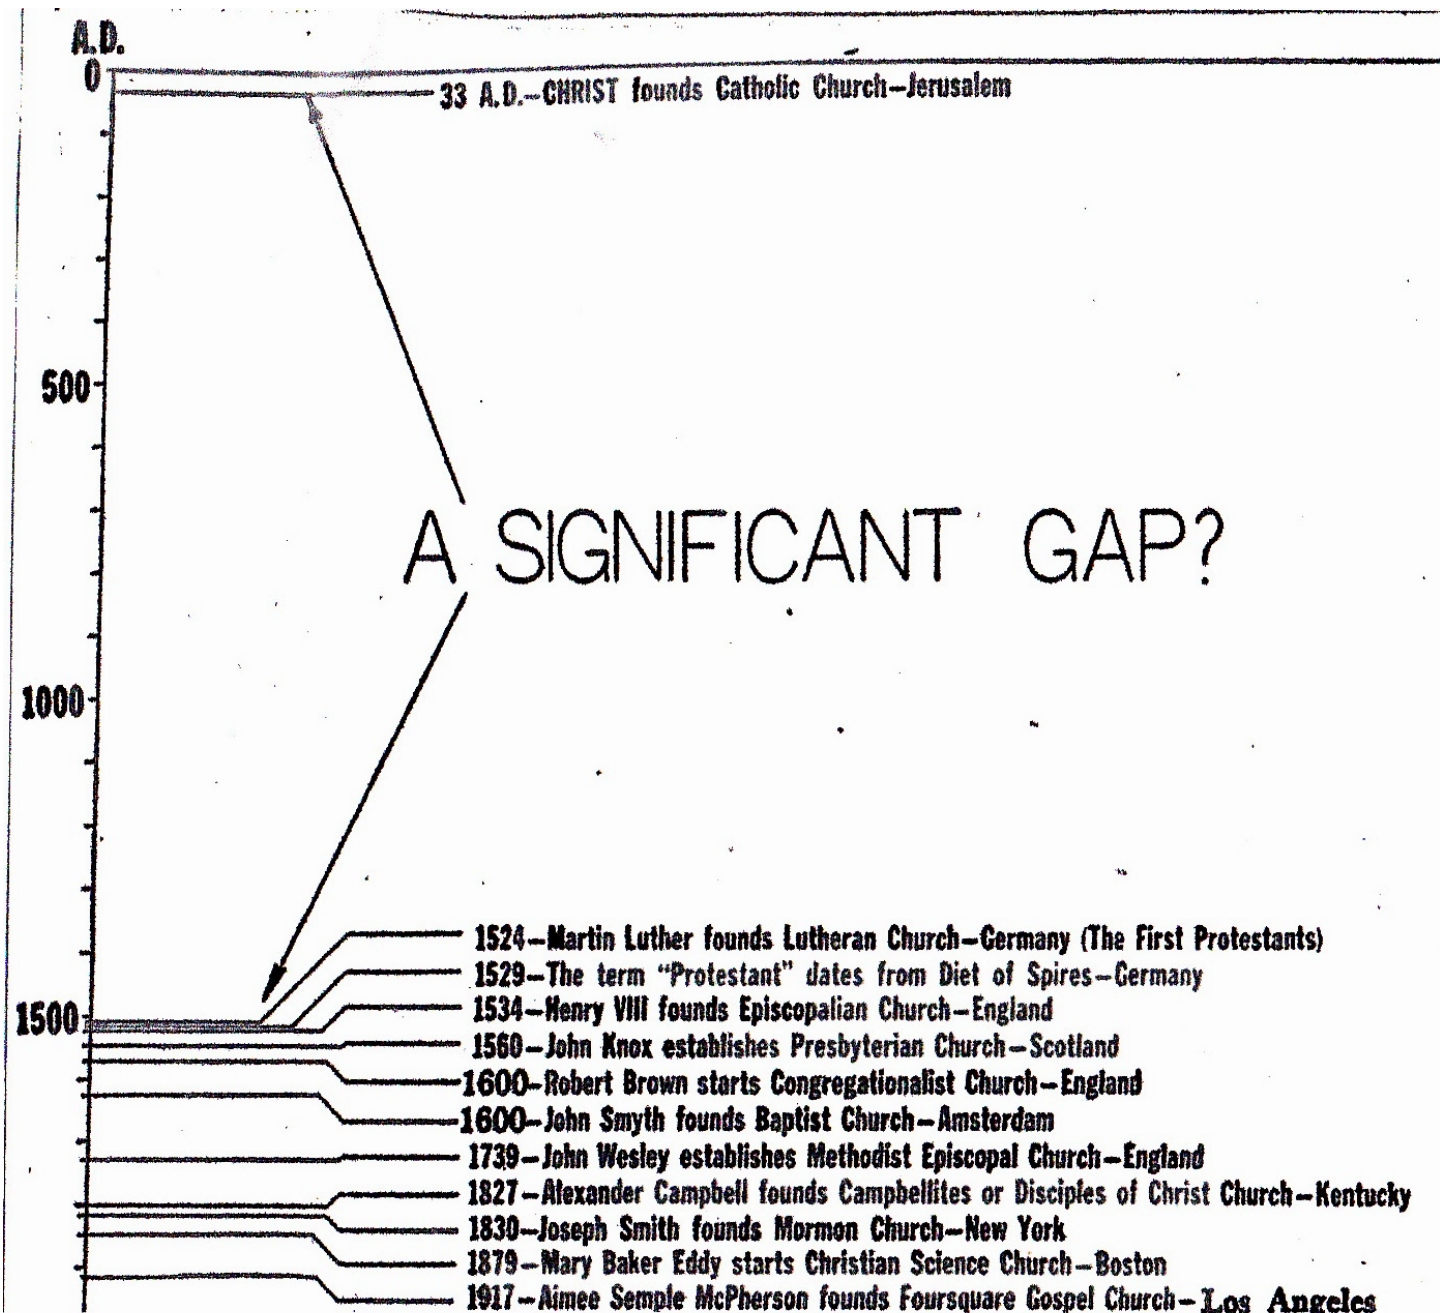 A.D.
0
33 A.D.–CHRIST founds Catholic Church–Jerusalem
500
A SIGNIFICANT GAP?
1000
1524–Martin Luther founds Lutheran Church–Germany (The First Protestants)
1529–The term “Protestant” dates from Diet of Spires–Germany
1500
1534–Henry VIII founds Episcopalian Church–England
1560–John Knox establishes Presbyterian Church–Scotland
1600–Robert Brown starts Congregationalist Church–England
1600–John Smyth founds Baptist Church–Amsterdam
1739–John Wesley establishes Methodist Episcopal Church–England
1827–Alexander Campbell founds Campbellites or Disciples of Christ Church–Kentucky
1830–Joseph Smith founds Mormon Church–New York
1879–Mary Baker Eddy starts Christian Science Church–Boston
1917–Aimee Semple McPherson founds Foursquare Gospel Church–Los Angeles